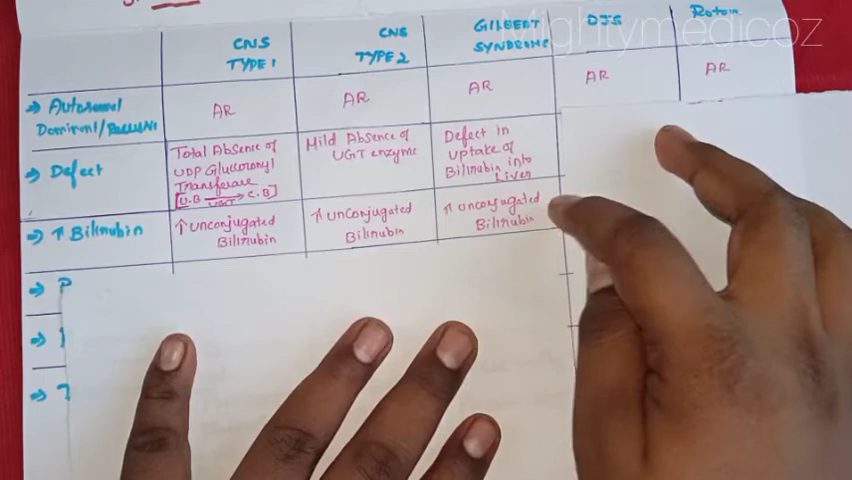 CNS
TYPE 1
CNS
TYPE 2
GILBERT
SYNDROME
DJS
Rotor
Mightymedicoz
→ Autosomal
Dominant/Recessive
AR
AR
AR
AR
AR
→ Defect
Total Absence of
UDP Glucoronyl
Transferase
[U.B → C.B]
UGT
Mild Absence of
UGT enzyme
Defect in
uptake of
Bilirubin into
Liver
→ ↑ Bilirubin
↑ Unconjugated
Bilirubin
↑ Unconjugated
Bilirubin
↑ Unconjugated
Bilirubin